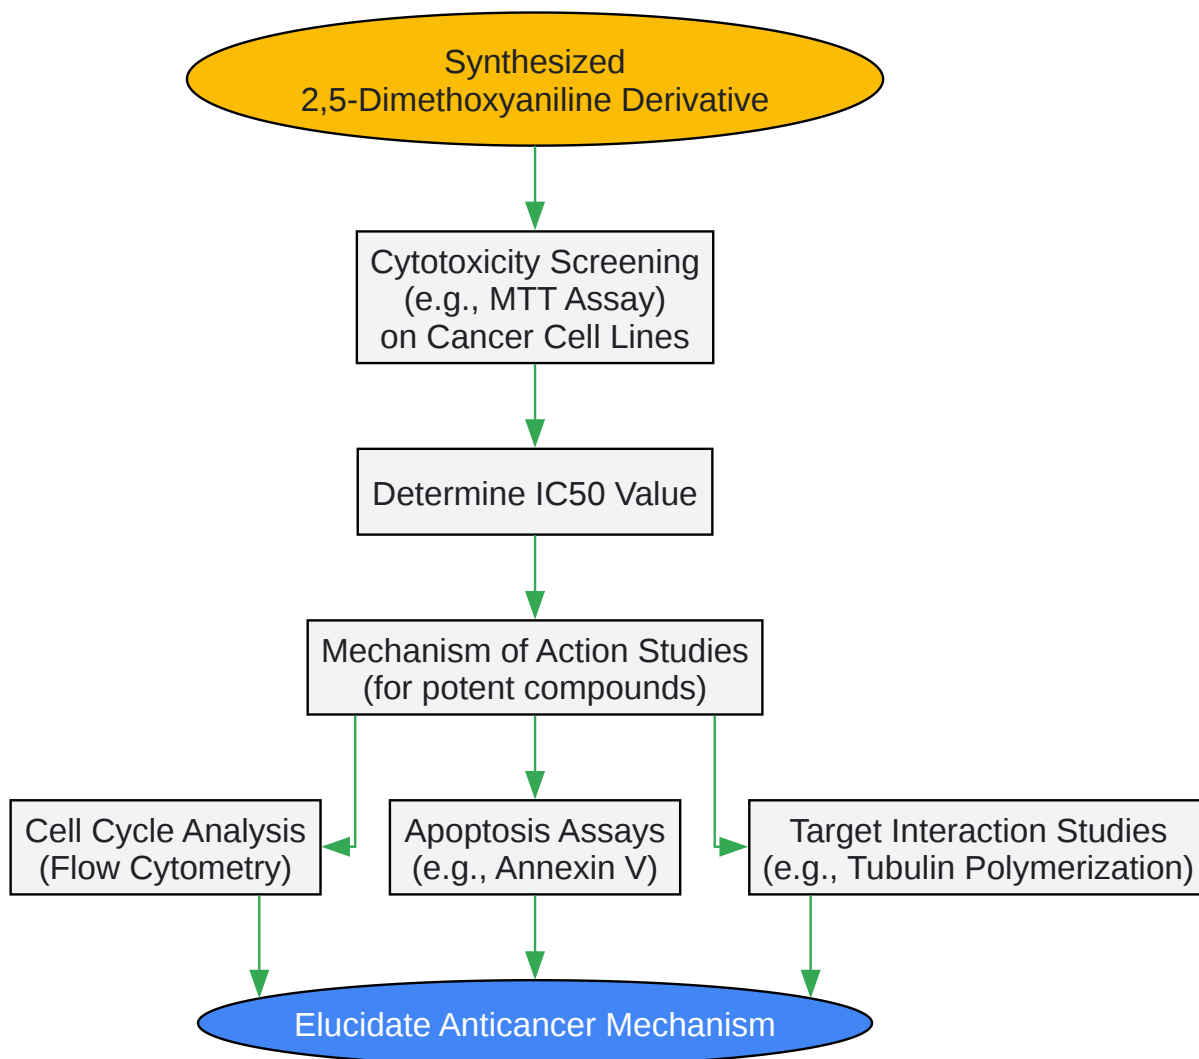 Synthesized
2,5-Dimethoxyaniline Derivative
Cytotoxicity Screening
(e.g., MTT Assay)
on Cancer Cell Lines
Determine IC50 Value
Mechanism of Action Studies
(for potent compounds)
Cell Cycle Analysis
(Flow Cytometry)
Apoptosis Assays
(e.g., Annexin V)
Target Interaction Studies
(e.g., Tubulin Polymerization)
Elucidate Anticancer Mechanism